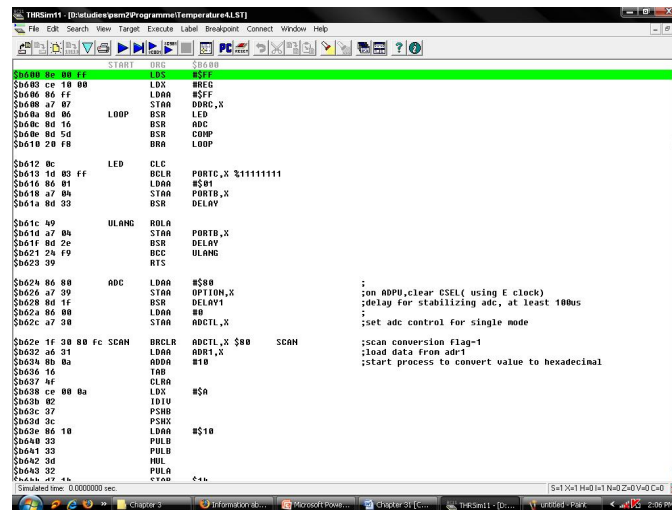 THRSim11 - [D:\studies\psm2\Programme\Temperature4.LST]
File Edit Search View Target Execute Label Breakpoint Connect Window Help
START ORG $B600
$b600 8e 00 ff LDS #$FF
$b603 ce 10 00 LDX #REG
$b606 86 ff LDAA #$FF
$b608 a7 07 STAA DDRC,X
$b60a 8d 06 LOOP BSR LED
$b60c 8d 16 BSR ADC
$b60e 8d 5d BSR COMP
$b610 20 f8 BRA LOOP
$b612 0c LED CLC
$b613 1d 03 ff BCLR PORTC,X %11111111
$b616 86 01 LDAA #$01
$b618 a7 04 STAA PORTB,X
$b61a 8d 33 BSR DELAY
$b61c 49 ULANG ROLA
$b61d a7 04 STAA PORTB,X
$b61f 8d 2e BSR DELAY
$b621 24 f9 BCC ULANG
$b623 39 RTS
$b624 86 80 ADC LDAA #$80 ;
$b626 a7 39 STAA OPTION,X ;on ADPU,clear CSEL( using E clock)
$b628 8d 1f BSR DELAY1 ;delay for stabilizing adc, at least 100us
$b62a 86 00 LDAA #0 ;
$b62c a7 30 STAA ADCTL,X ;set adc control for single mode
$b62e 1f 30 80 fc SCAN BRCLR ADCTL,X $80 SCAN ;scan conversion flag-1
$b632 a6 31 LDAA ADR1,X ;load data from adr1
$b634 8b 0a ADDA #10 ;start process to convert value to hexadecimal
$b636 16 TAB
$b637 4f CLRA
$b638 ce 00 0a LDX #$A
$b63b 02 IDIV
$b63c 37 PSHB
$b63d 3c PSHX
$b63e 86 10 LDAA #$10
$b640 33 PULB
$b641 33 PULB
$b642 3d MUL
$b643 32 PULA
Simulated time: 0.0000000 sec. S=1 X=1 H=0 I=1 N=0 Z=0 V=0 C=0
Chapter 3 Information ab... Microsoft Powe... Chapter 31 [C... THRSim11 - [D:... untitled - Paint 2:06 PM